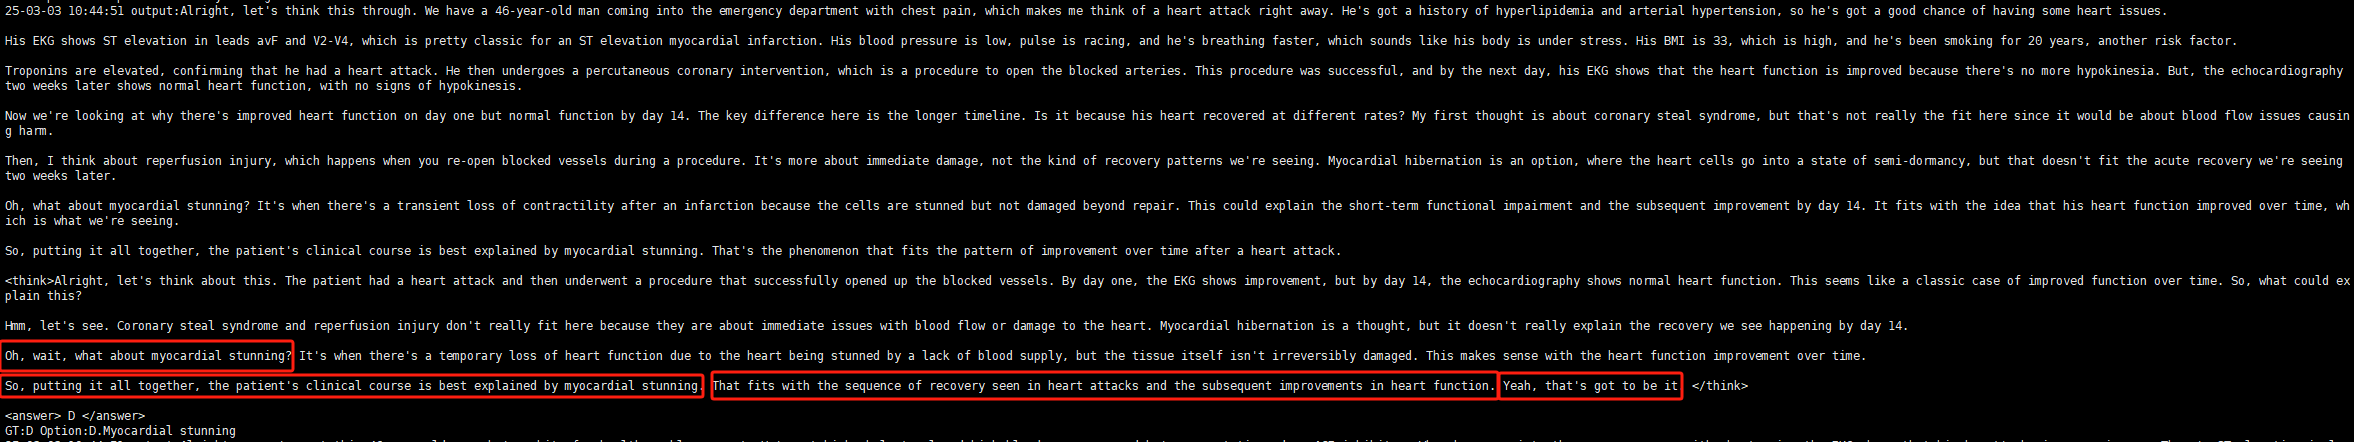 25-03-03 10:44:51 output:Alright, let's think this through. We have a 46-year-old man coming into the emergency department with chest pain, which makes me think of a heart attack right away. He's got a history of hyperlipidemia and arterial hypertension, so he's got a good chance of having some heart issues.
His EKG shows ST elevation in leads avF and V2-V4, which is pretty classic for an ST elevation myocardial infarction. His blood pressure is low, pulse is racing, and he's breathing faster, which sounds like his body is under stress. His BMI is 33, which is high, and he's been smoking for 20 years, another risk factor.
Troponins are elevated, confirming that he had a heart attack. He then undergoes a percutaneous coronary intervention, which is a procedure to open the blocked arteries. This procedure was successful, and by the next day, his EKG shows that the heart function is improved because there's no more hypokinesia. But, the echocardiography
two weeks later shows normal heart function, with no signs of hypokinesis.
Now we're looking at why there's improved heart function on day one but normal function by day 14. The key difference here is the longer timeline. Is it because his heart recovered at different rates? My first thought is about coronary steal syndrome, but that's not really the fit here since it would be about blood flow issues causin
g harm.
Then, I think about reperfusion injury, which happens when you re-open blocked vessels during a procedure. It's more about immediate damage, not the kind of recovery patterns we're seeing. Myocardial hibernation is an option, where the heart cells go into a state of semi-dormancy, but that doesn't fit the acute recovery we're seeing
two weeks later.
Oh, what about myocardial stunning? It's when there's a transient loss of contractility after an infarction because the cells are stunned but not damaged beyond repair. This could explain the short-term functional impairment and the subsequent improvement by day 14. It fits with the idea that his heart function improved over time, wh
ich is what we're seeing.
So, putting it all together, the patient's clinical course is best explained by myocardial stunning. That's the phenomenon that fits the pattern of improvement over time after a heart attack.
<think>Alright, let's think about this. The patient had a heart attack and then underwent a procedure that successfully opened up the blocked vessels. By day one, the EKG shows improvement, but by day 14, the echocardiography shows normal heart function. This seems like a classic case of improved function over time. So, what could ex
plain this?
Hmm, let's see. Coronary steal syndrome and reperfusion injury don't really fit here because they are about immediate issues with blood flow or damage to the heart. Myocardial hibernation is a thought, but it doesn't really explain the recovery we see happening by day 14.
Oh, wait, what about myocardial stunning? It's when there's a temporary loss of heart function due to the heart being stunned by a lack of blood supply, but the tissue itself isn't irreversibly damaged. This makes sense with the heart function improvement over time.
So, putting it all together, the patient's clinical course is best explained by myocardial stunning. That fits with the sequence of recovery seen in heart attacks and the subsequent improvements in heart function. Yeah, that's got to be it. </think>
<answer> D </answer>
GT:D Option:D.Myocardial stunning